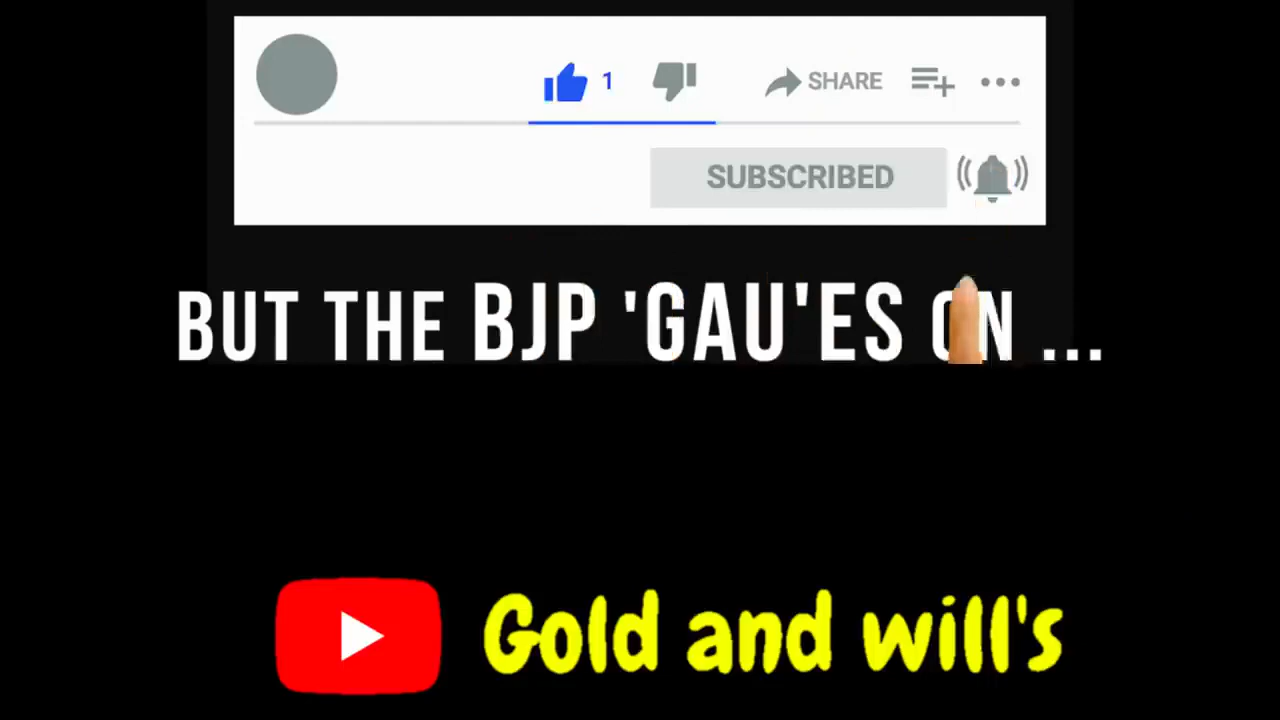 1 SHARE
SUBSCRIBED
BUT THE BJP 'GAU'ES ON ...
Gold and will's